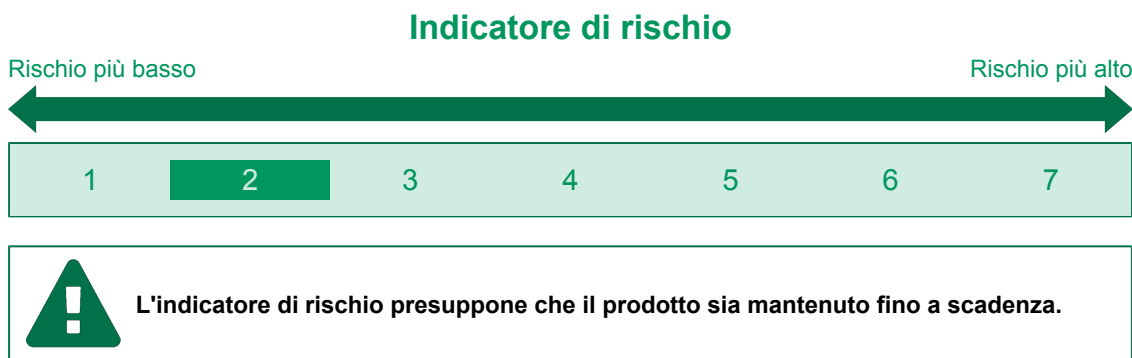 Indicatore di rischio
Rischio più basso
Rischio più alto
1 2 3 4 5 6 7
L'indicatore di rischio presuppone che il prodotto sia mantenuto fino a scadenza.